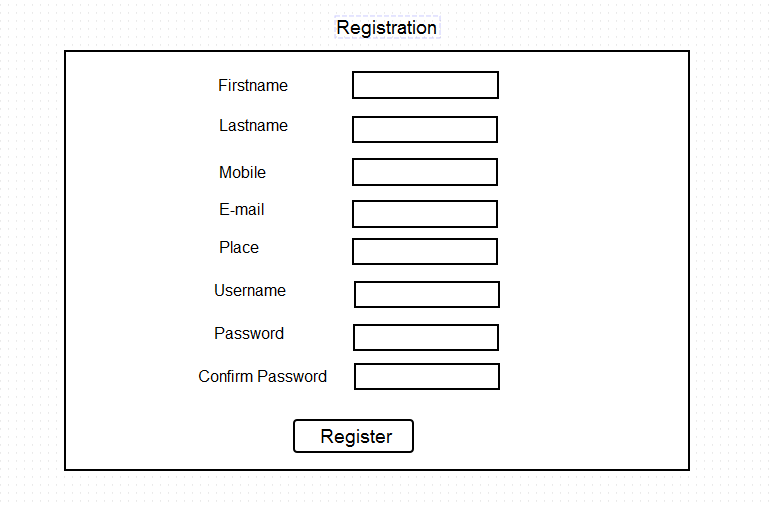 Registration
Firstname
Lastname
Mobile
E-mail
Place
Username
Password
Confirm Password
Register